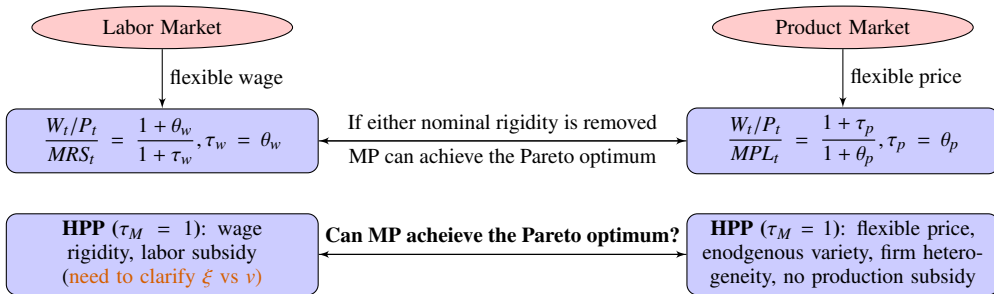 Labor Market
Product Market
flexible wage
flexible price
W_t/P_t / MRS_t = 1 + θ_w / 1 + τ_w, τ_w = θ_w
If either nominal rigidity is removed
MP can achieve the Pareto optimum
W_t/P_t / MPL_t = 1 + τ_p / 1 + θ_p, τ_p = θ_p
HPP (τ_M = 1): wage
rigidity, labor subsidy
(need to clarify ξ vs ν)
Can MP acheieve the Pareto optimum?
HPP (τ_M = 1): flexible price,
enodgenous variety, firm hetero-
geneity, no production subsidy